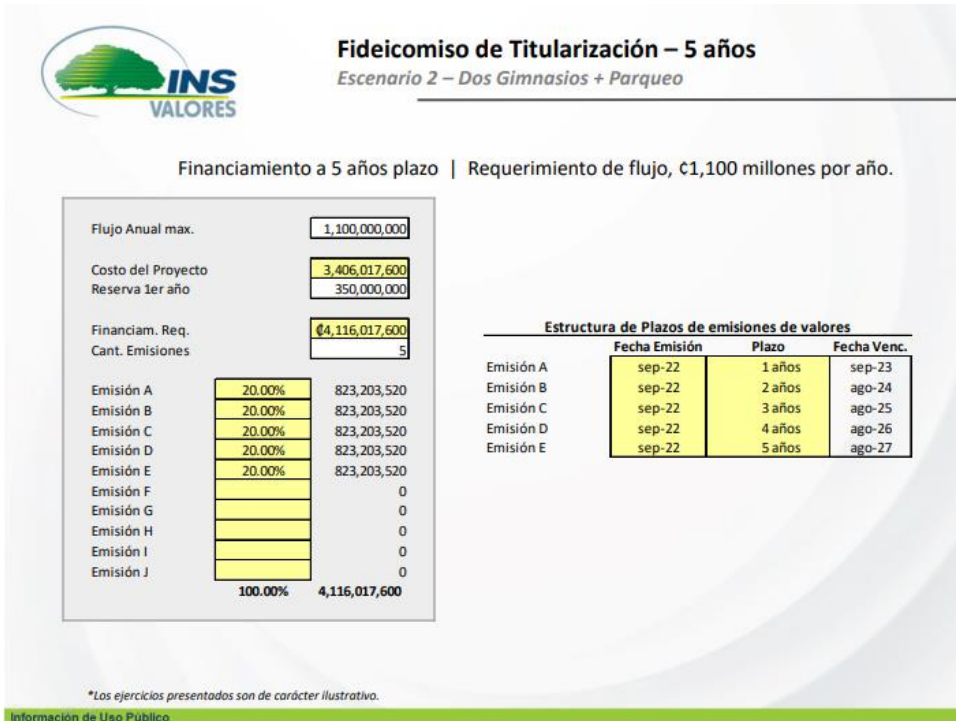 INS
VALORES
Fideicomiso de Titularización – 5 años
Escenario 2 – Dos Gimnasios + Parqueo
Financiamiento a 5 años plazo | Requerimiento de flujo, ¢1,100 millones por año.
Flujo Anual max. 1,100,000,000
Costo del Proyecto 3,406,017,600
Reserva 1er año 350,000,000
Financiam. Req. ₡4,116,017,600
Cant. Emisiones 5
Emisión A 20.00% 823,203,520
Emisión B 20.00% 823,203,520
Emisión C 20.00% 823,203,520
Emisión D 20.00% 823,203,520
Emisión E 20.00% 823,203,520
Emisión F 0
Emisión G 0
Emisión H 0
Emisión I 0
Emisión J 0
100.00% 4,116,017,600
Estructura de Plazos de emisiones de valores
Fecha Emisión Plazo Fecha Venc.
Emisión A sep-22 1 años sep-23
Emisión B sep-22 2 años ago-24
Emisión C sep-22 3 años ago-25
Emisión D sep-22 4 años ago-26
Emisión E sep-22 5 años ago-27
*Los ejercicios presentados son de carácter ilustrativo.
Información de Uso Público